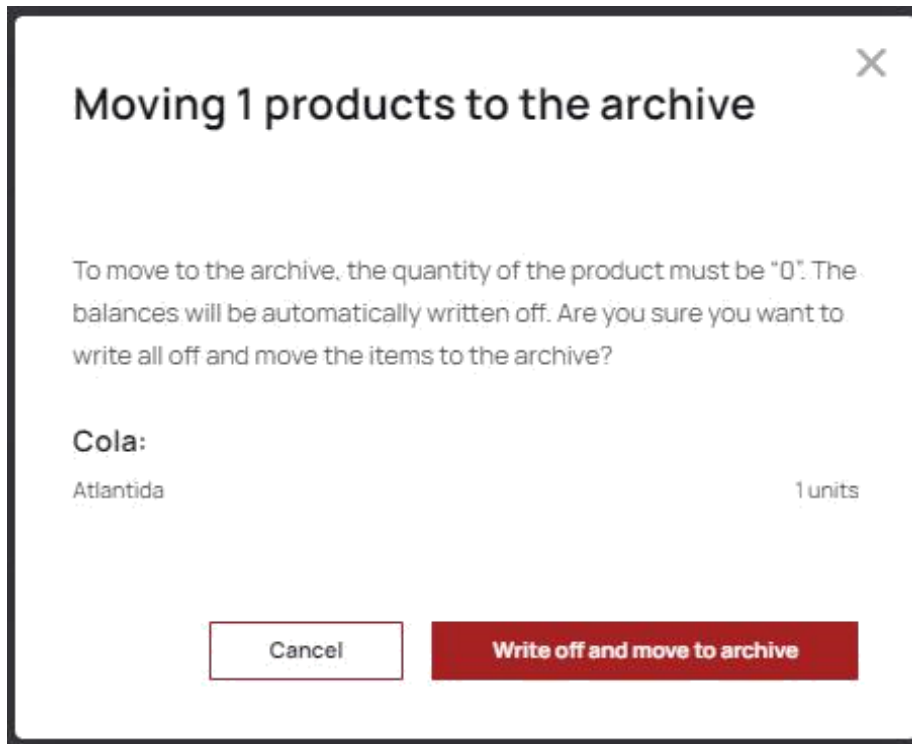 Moving 1 products to the archive
To move to the archive, the quantity of the product must be “0”. The
balances will be automatically written off. Are you sure you want to
write all off and move the items to the archive?
Cola:
Atlantida 1 units
Cancel Write off and move to archive